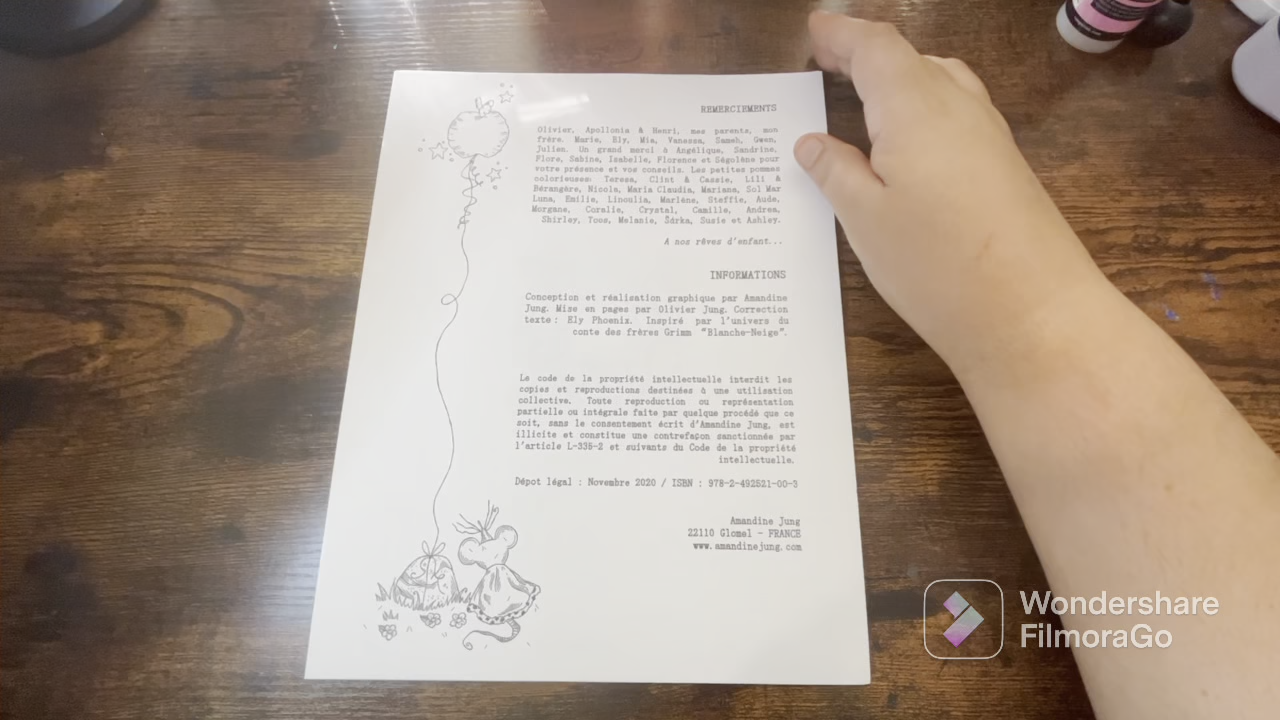 REMERCIEMENTS
Olivier, Apollonia & Henri, mes parents, mon
frère. Marie, Ely, Mia, Vanessa, Sameh, Gwen,
Julien. Un grand merci à Angélique, Sandrine,
Flore, Sabine, Isabelle, Florence et Ségolène pour
votre présence et vos conseils. Les petites pommes
colorieuses: Teresa, Clint & Cassie, Lili &
Bérangère, Nicola, Maria Claudia, Mariana, Sol Mar
Luna, Emilie, Linoulia, Marlène, Steffie, Aude,
Morgane, Coralie, Crystal, Camille, Andrea,
Shirley, Toos, Melanie, Šárka, Suzie et Ashley.
A nos rêves d'enfant...
INFORMATIONS
Conception et réalisation graphique par Amandine
Jung. Mise en pages par Olivier Jung. Correction
texte : Ely Phoenix. Inspiré par l'univers du
conte des frères Grimm "Blanche-Neige".
Le code de la propriété intellectuelle interdit les
copies et reproductions destinées à une utilisation
collective. Toute reproduction ou représentation
partielle ou intégrale faite par quelque procédé que ce
soit, sans le consentement écrit d'Amandine Jung, est
illicite et constitue une contrefaçon sanctionnée par
l'article L-335-2 et suivants du Code de la propriété
intellectuelle.
Dépot légal : Novembre 2020 / ISBN : 978-2-492521-00-3
Amandine Jung
22110 Glomel - FRANCE
www.amandinejung.com
Wondershare
FilmoraGo